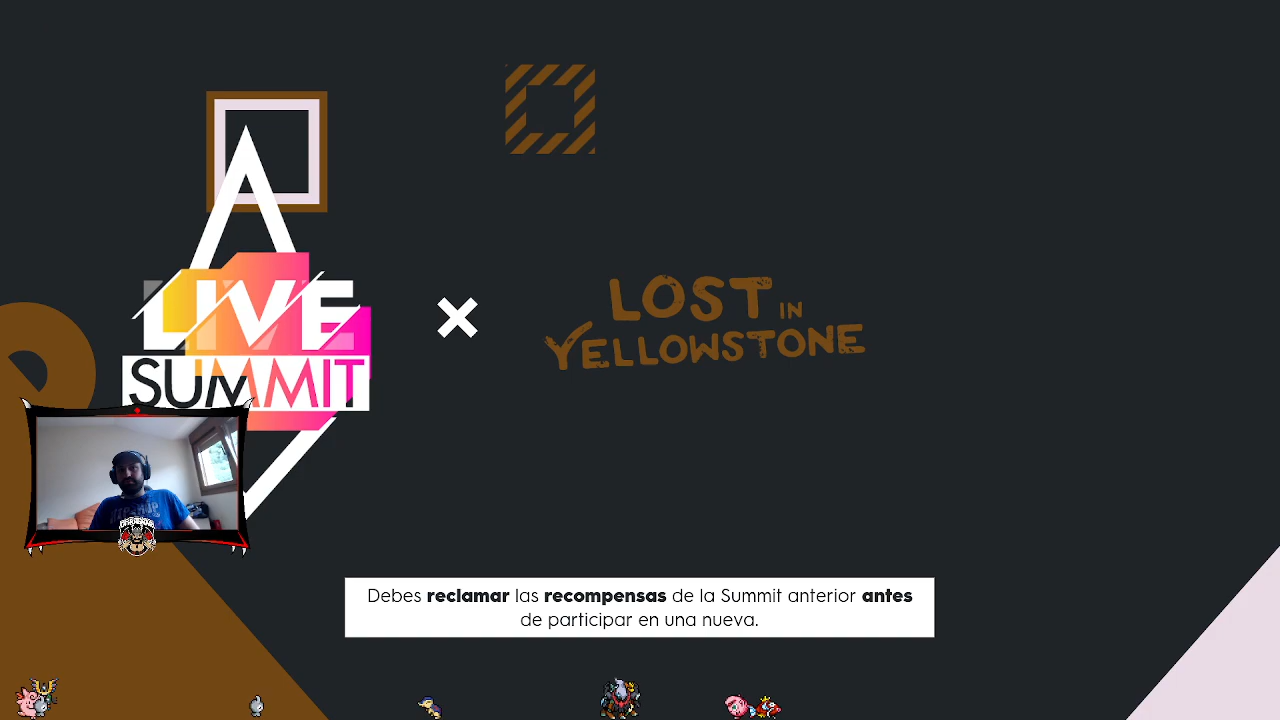 LIVE
SUMMIT
LOST IN
YELLOWSTONE
Debes reclamar las recompensas de la Summit anterior antes
de participar en una nueva.